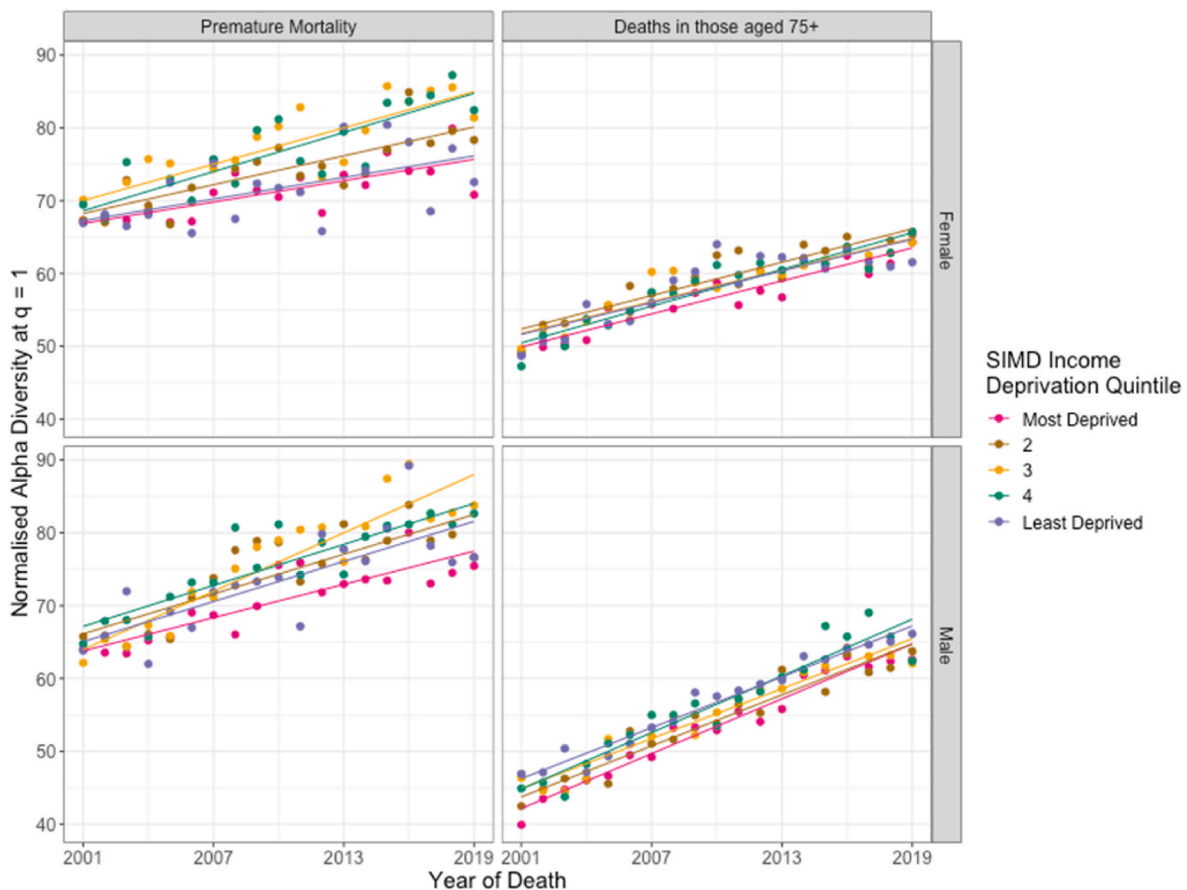 Premature Mortality
Deaths in those aged 75+
90
80
70
60
50
40
Female
90
80
70
60
50
40
Male
2001
2007
2013
2019
2001
2007
2013
2019
Year of Death
Normalised Alpha Diversity at q = 1
SIMD Income
Deprivation Quintile
Most Deprived
2
3
4
Least Deprived